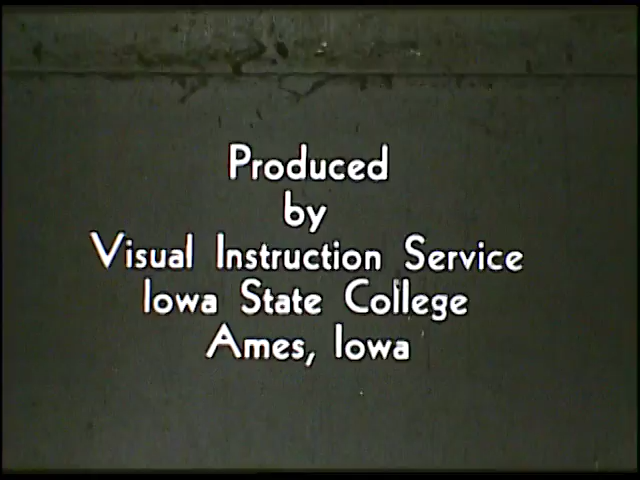 Produced
by
Visual Instruction Service
Iowa State College
Ames, Iowa